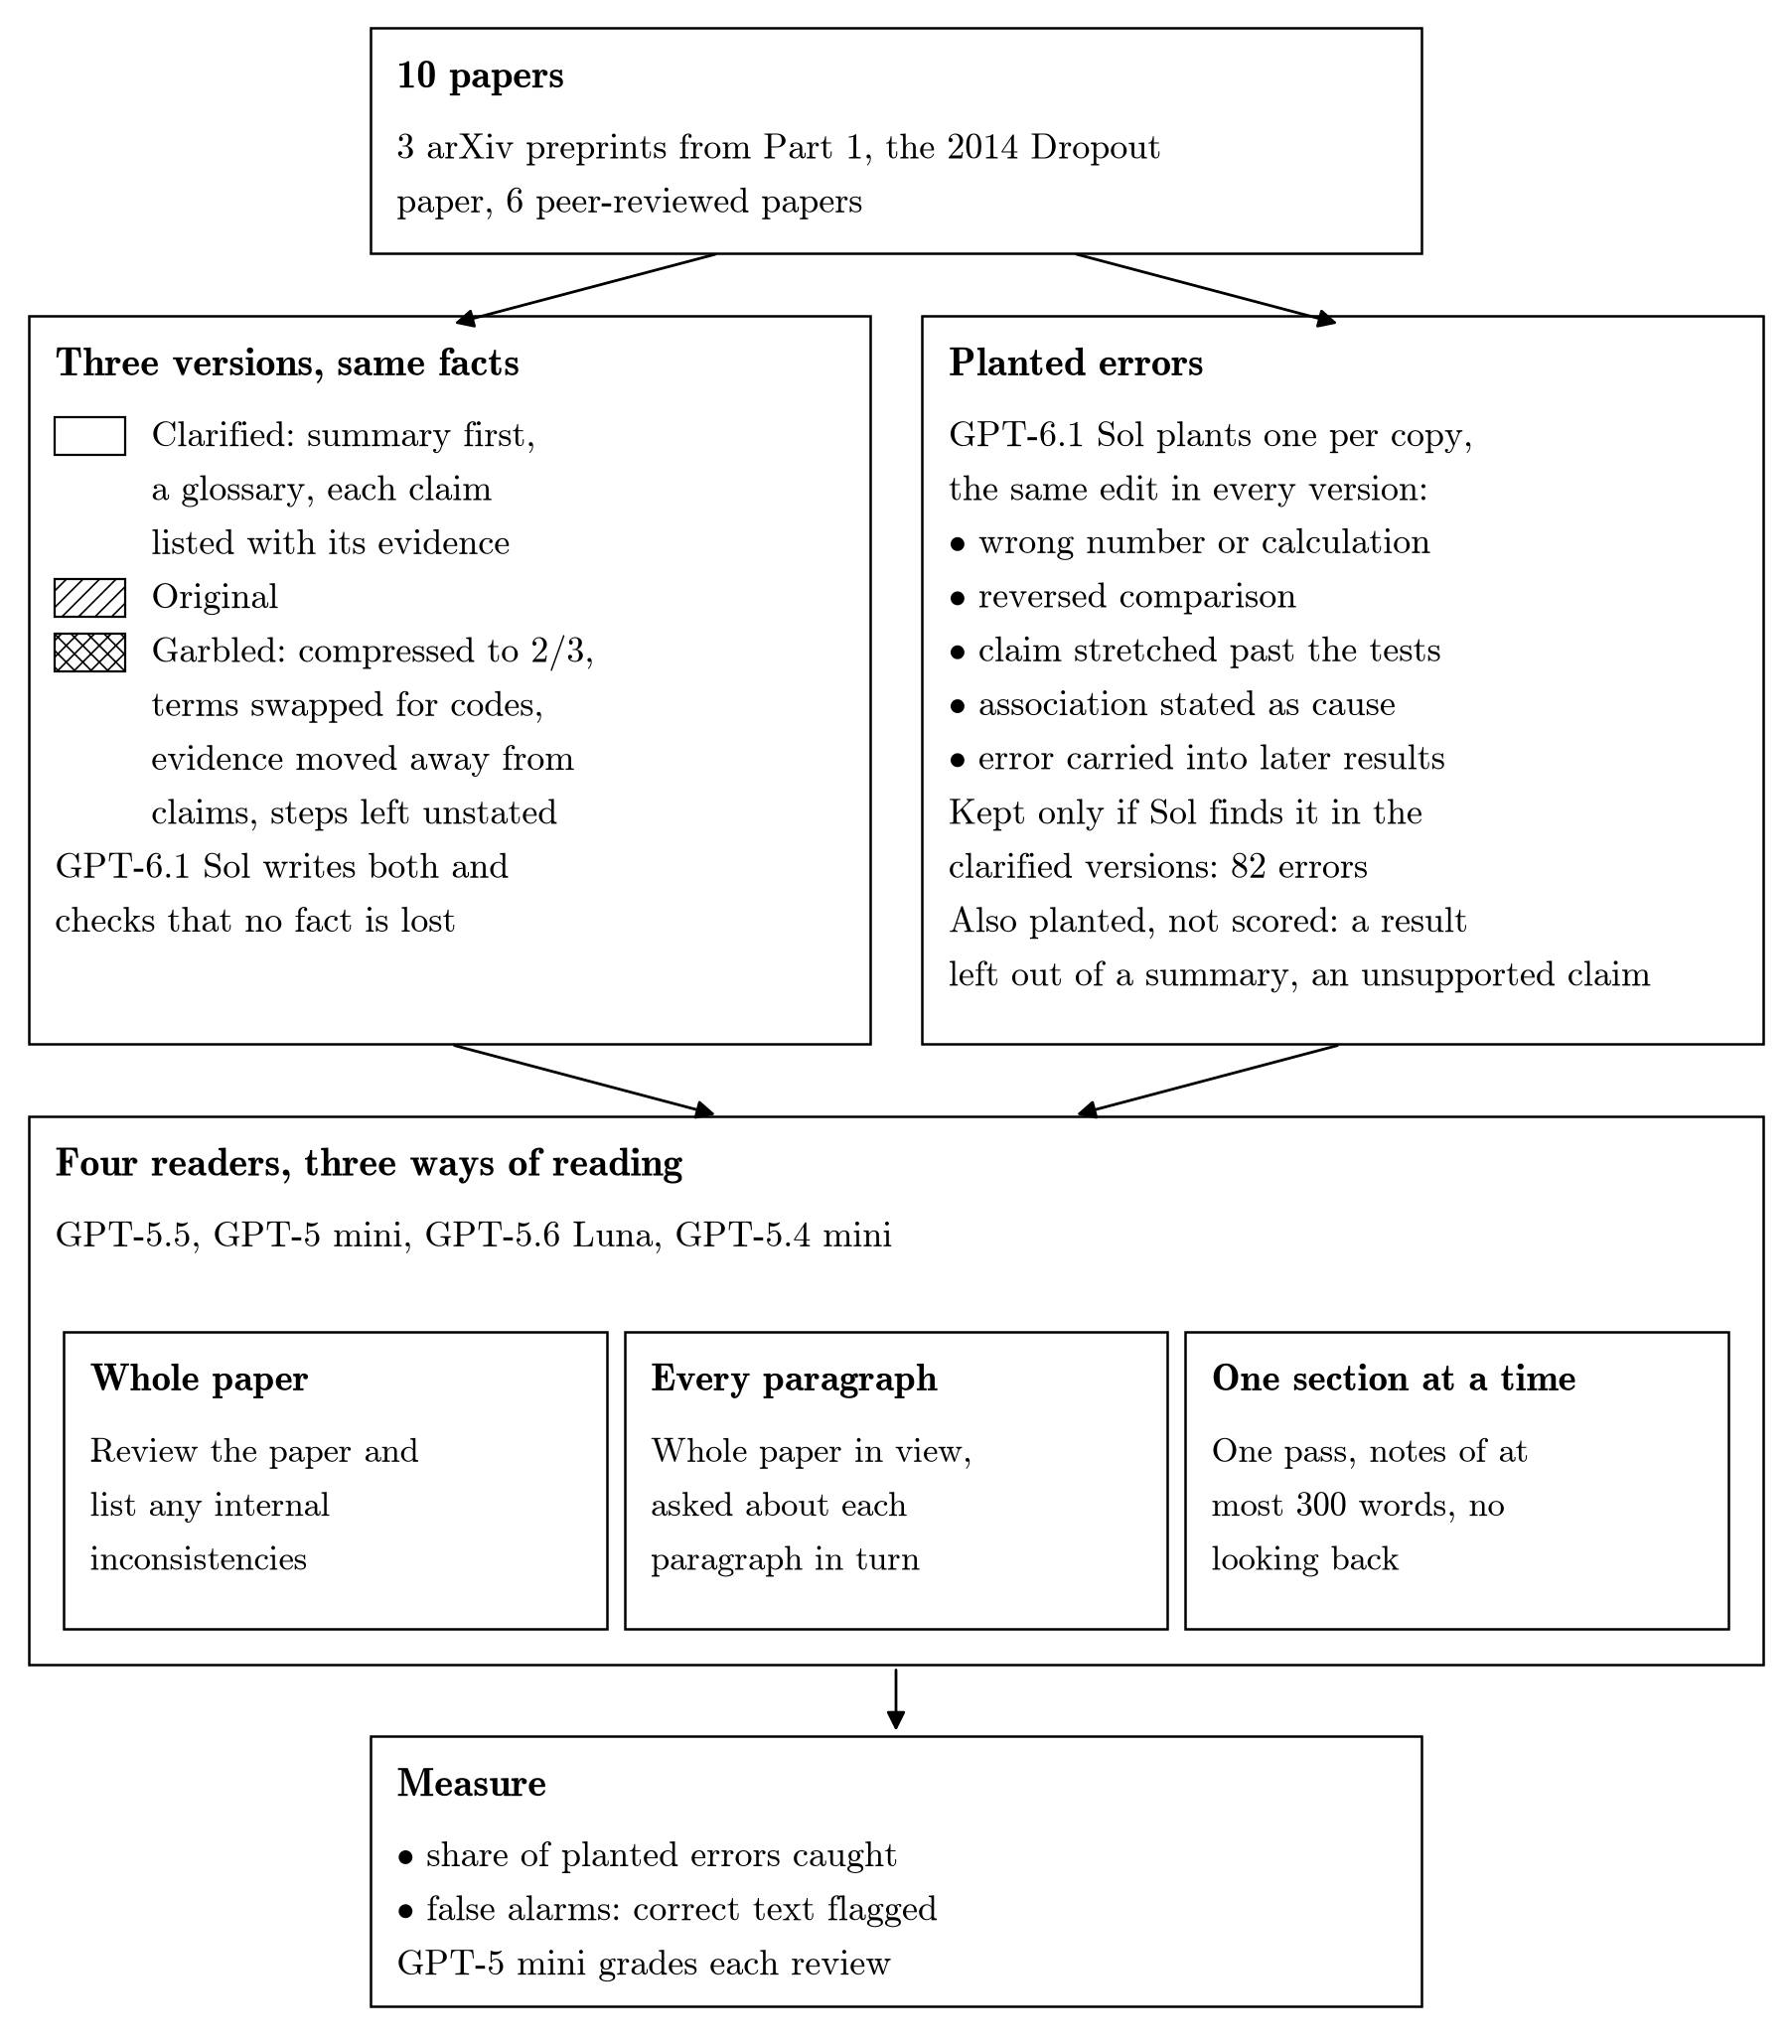 10 papers
3 arXiv preprints from Part 1, the 2014 Dropout
paper, 6 peer-reviewed papers
Three versions, same facts
Clarified: summary first,
a glossary, each claim
listed with its evidence
Original
Garbled: compressed to 2/3,
terms swapped for codes,
evidence moved away from
claims, steps left unstated
GPT-6.1 Sol writes both and
checks that no fact is lost
Planted errors
GPT-6.1 Sol plants one per copy,
the same edit in every version:
• wrong number or calculation
• reversed comparison
• claim stretched past the tests
• association stated as cause
• error carried into later results
Kept only if Sol finds it in the
clarified versions: 82 errors
Also planted, not scored: a result
left out of a summary, an unsupported claim
Four readers, three ways of reading
GPT-5.5, GPT-5 mini, GPT-5.6 Luna, GPT-5.4 mini
Whole paper
Review the paper and
list any internal
inconsistencies
Every paragraph
Whole paper in view,
asked about each
paragraph in turn
One section at a time
One pass, notes of at
most 300 words, no
looking back
Measure
• share of planted errors caught
• false alarms: correct text flagged
GPT-5 mini grades each review